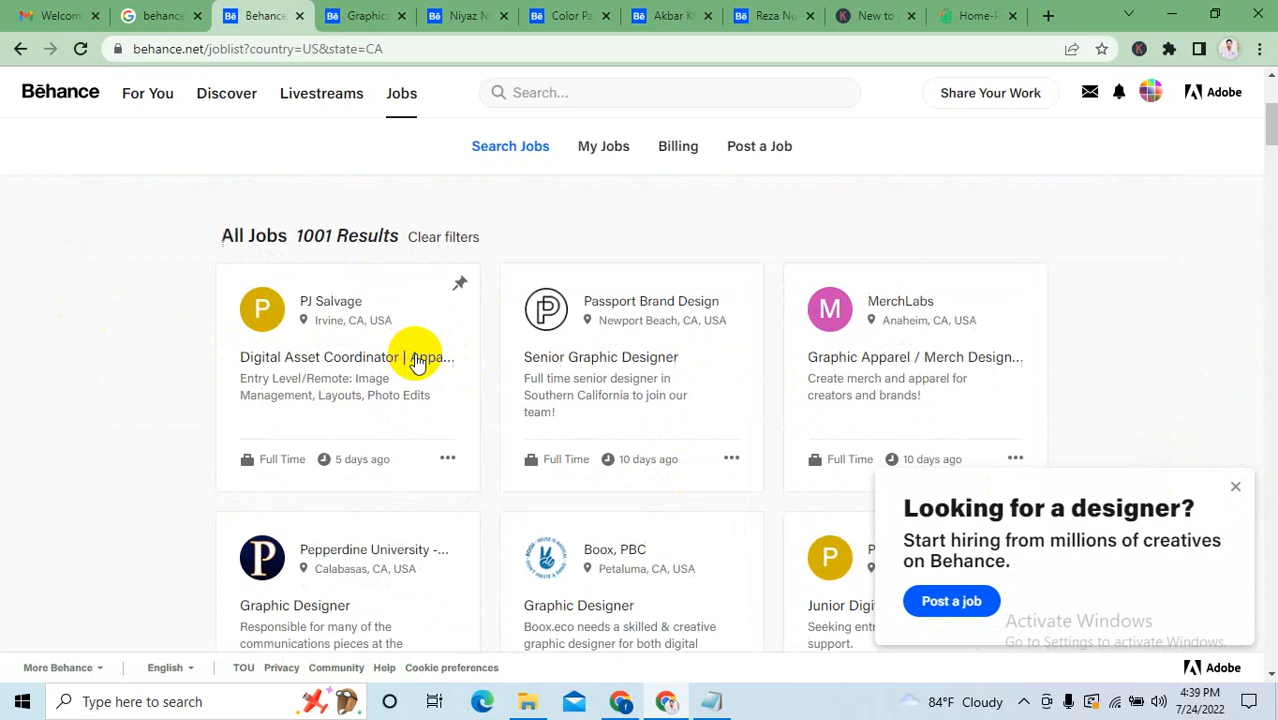 Welcom
behance
Behance
Graphics
Niyaz N
Color Pa
Akbar K
Reza Nu
New to
Home-P
behance.net/joblist?country=US&state=CA
Bēhance
For You
Discover
Livestreams
Jobs
Search...
Share Your Work
Adobe
Search Jobs
My Jobs
Billing
Post a Job
All Jobs 1001 Results Clear filters
P
PJ Salvage
Irvine, CA, USA
Digital Asset Coordinator | Appa...
Entry Level/Remote: Image
Management, Layouts, Photo Edits
Full Time 5 days ago
Passport Brand Design
Newport Beach, CA, USA
Senior Graphic Designer
Full time senior designer in
Southern California to join our
team!
Full Time 10 days ago
M
MerchLabs
Anaheim, CA, USA
Graphic Apparel / Merch Design...
Create merch and apparel for
creators and brands!
Full Time 10 days ago
P
Pepperdine University -...
Calabasas, CA, USA
Graphic Designer
Responsible for many of the
communications pieces at the
Boox, PBC
Petaluma, CA, USA
Graphic Designer
Boox.eco needs a skilled & creative
graphic designer for both digital
P
P
Junior Digi
Seeking entr
support.
Looking for a designer?
Start hiring from millions of creatives
on Behance.
Post a job
Activate Windows
Go to Settings to activate Windows.
More Behance
English
TOU Privacy Community Help Cookie preferences
Adobe
Type here to search
84°F Cloudy
4:39 PM
7/24/2022